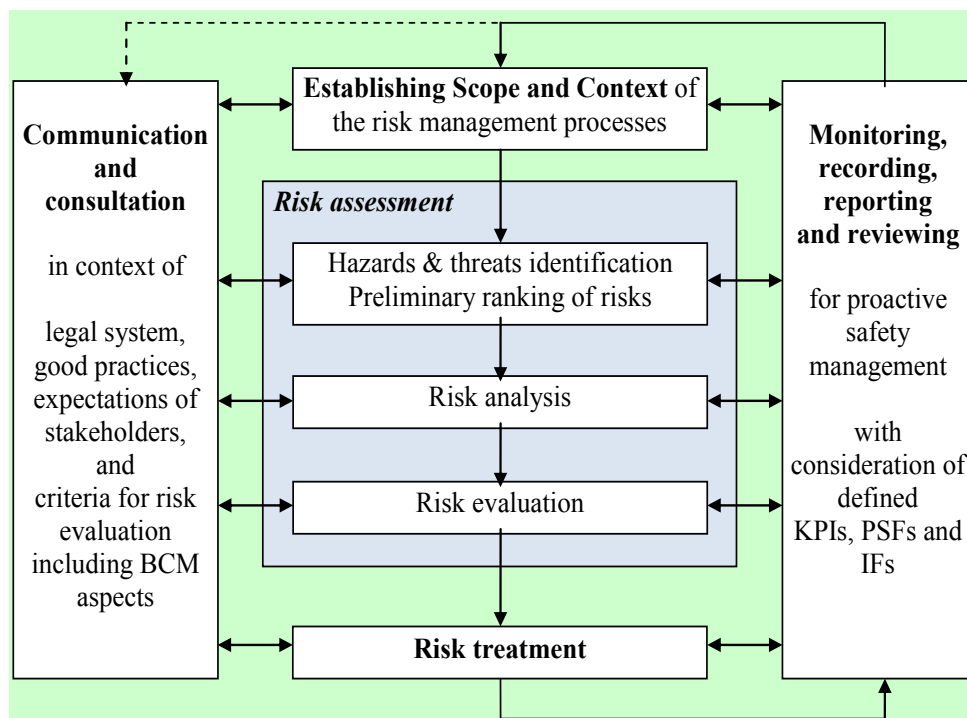 Establishing Scope and Context of
the risk management processes
Communication
and
consultation
in context of
legal system,
good practices,
expectations of
stakeholders,
and
criteria for risk
evaluation
including BCM
aspects
Risk assessment
Hazards & threats identification
Preliminary ranking of risks
Risk analysis
Risk evaluation
Risk treatment
Monitoring,
recording,
reporting
and reviewing
for proactive
safety
management
with
consideration of
defined
KPIs, PSFs and
IFs